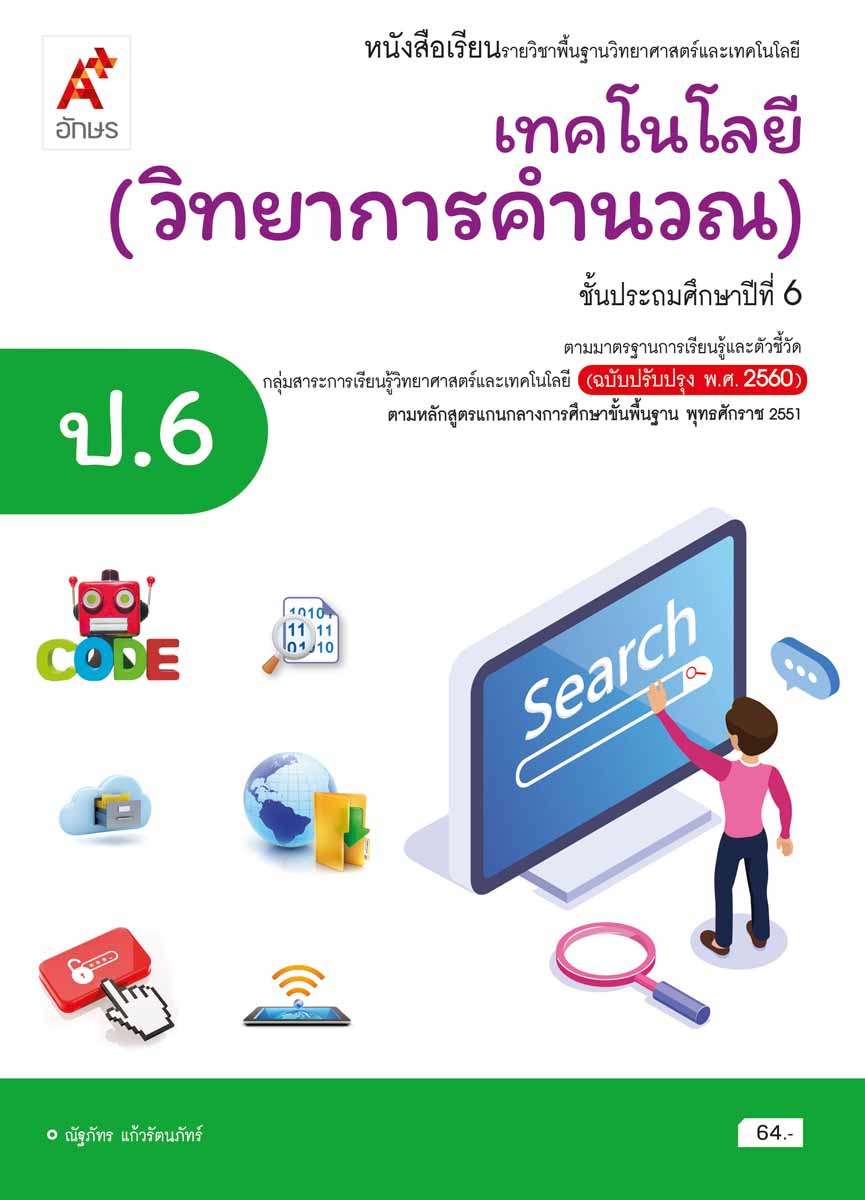 อักษร
หนังสือเรียนรายวิชาพื้นฐานวิทยาศาสตร์และเทคโนโลยี
เทคโนโลยี
(วิทยาการคำนวณ)
ชั้นประถมศึกษาปีที่ 6
ตามมาตรฐานการเรียนรู้และตัวชี้วัด
กลุ่มสาระการเรียนรู้วิทยาศาสตร์และเทคโนโลยี (ฉบับปรับปรุง พ.ศ. 2560)
ตามหลักสูตรแกนกลางการศึกษาขั้นพื้นฐาน พุทธศักราช 2551
ป.6
CODE
10101
11 11
01010
Search
ณัฐภัทร แก้วรัตนภัทร์
64.-